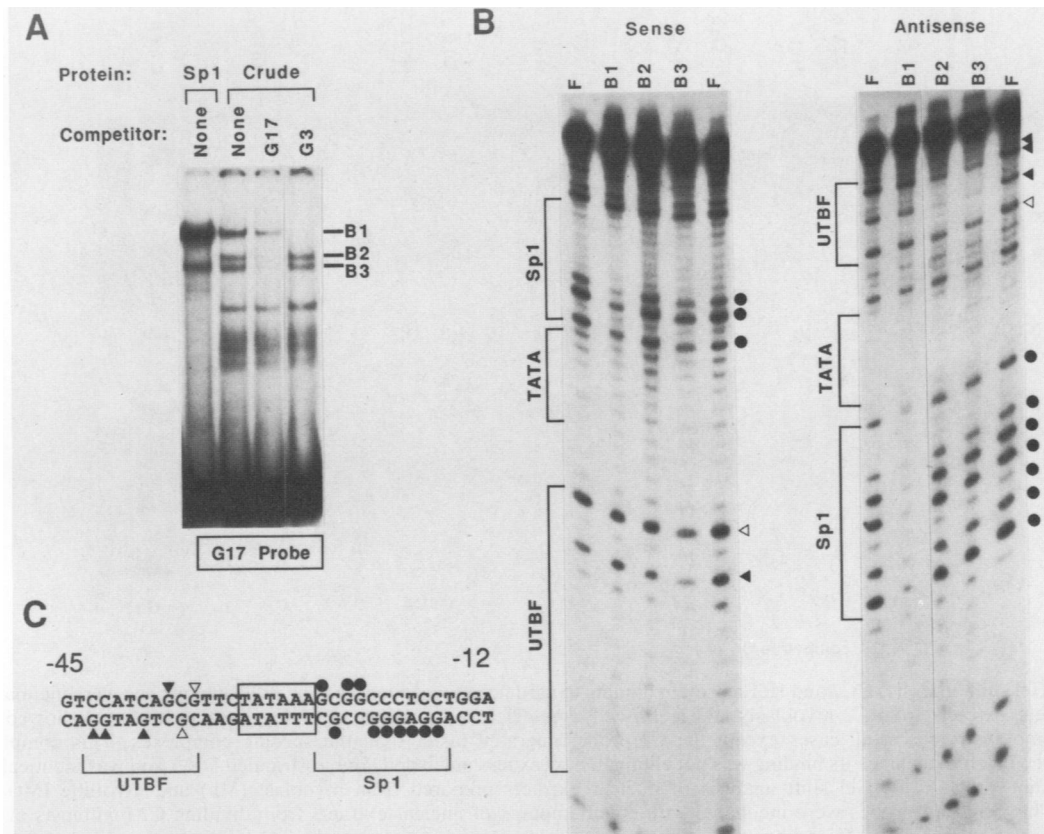 A
Protein: Sp1 Crude
Competitor: None None G17 G3
B1
B2
B3
G17 Probe
B
Sense
F B1 B2 B3 F
Sp1
TATA
UTBF
Antisense
F B1 B2 B3 F
UTBF
TATA
Sp1
C
-45 -12
GTCCATCAGCGTTCTATAAAGCGGCCCTCCTGGA
CAGGTAGTCGCAAGATATTTCGCCGGGAGGACCT
UTBF Sp1